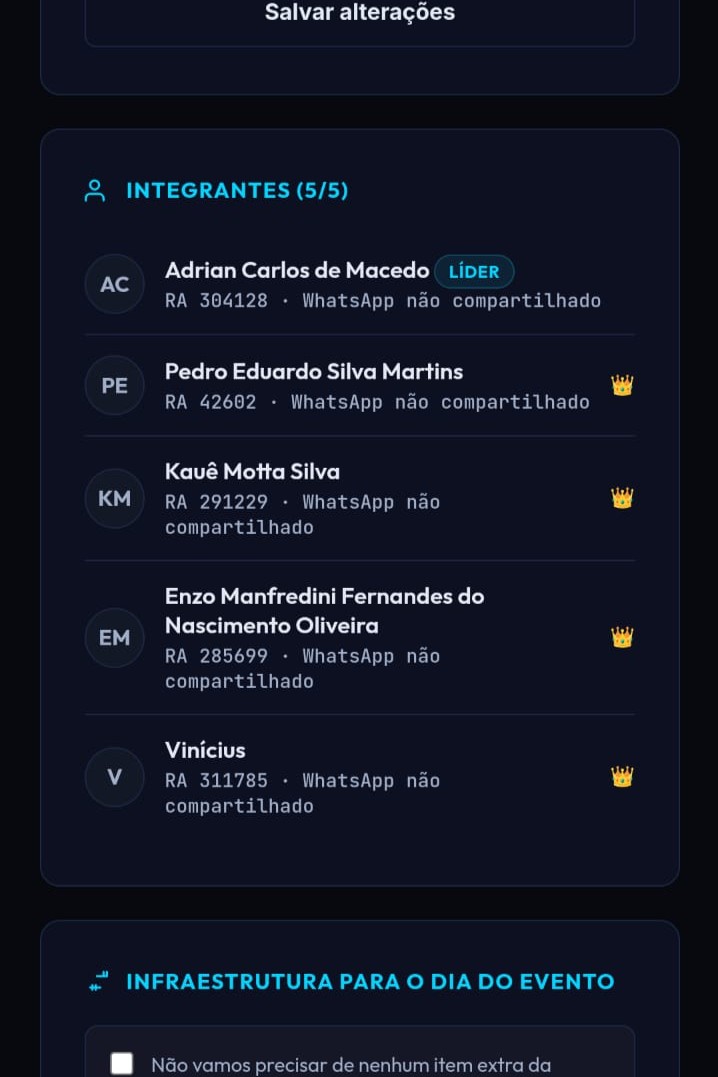 Salvar alterações
INTEGRANTES (5/5)
AC
Adrian Carlos de Macedo LÍDER
RA 304128 · WhatsApp não compartilhado
PE
Pedro Eduardo Silva Martins
RA 42602 · WhatsApp não compartilhado
KM
Kauê Motta Silva
RA 291229 · WhatsApp não
compartilhado
EM
Enzo Manfredini Fernandes do
Nascimento Oliveira
RA 285699 · WhatsApp não
compartilhado
V
Vinícius
RA 311785 · WhatsApp não
compartilhado
INFRAESTRUTURA PARA O DIA DO EVENTO
Não vamos precisar de nenhum item extra da